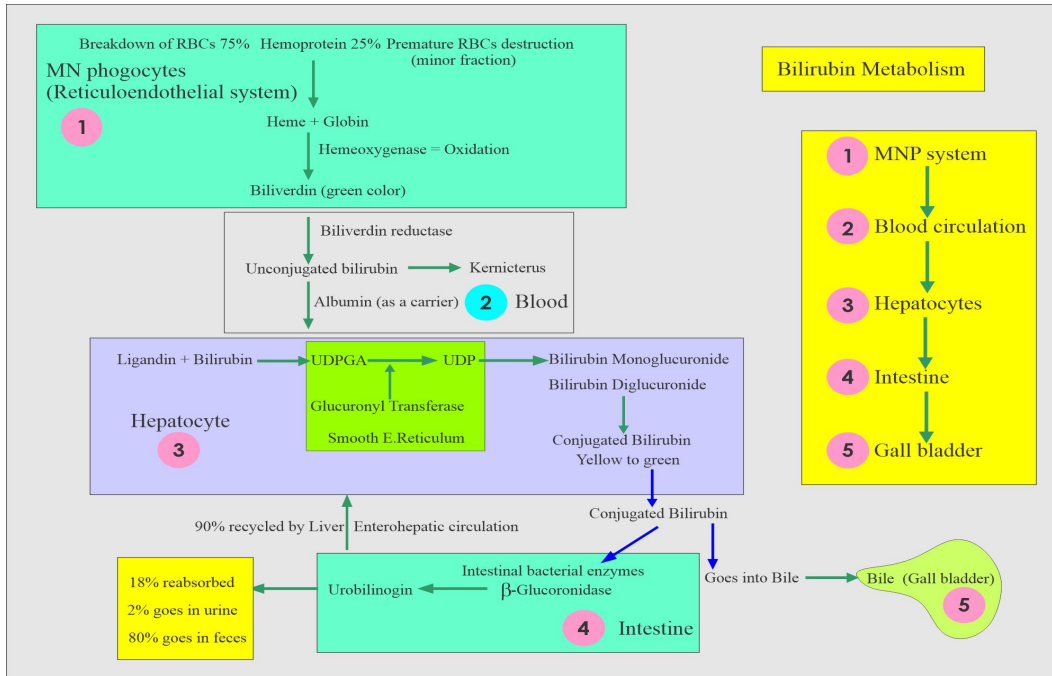 Breakdown of RBCs 75% Hemoprotein 25% Premature RBCs destruction
(minor fraction)
MN phogocytes
(Reticuloendothelial system)
1
Heme + Globin
Hemeoxygenase = Oxidation
Biliverdin (green color)
Biliverdin reductase
Unconjugated bilirubin
Kernicterus
Albumin (as a carrier)
2 Blood
Ligandin + Bilirubin
UDPGA
UDP
Glucuronyl Transferase
Smooth E.Reticulum
Bilirubin Monoglucuronide
Bilirubin Diglucuronide
Hepatocyte
3
Conjugated Bilirubin
Yellow to green
90% recycled by Liver
Enterohepatic circulation
Conjugated Bilirubin
Intestinal bacterial enzymes
β-Glucoronidase
Urobilinogin
4 Intestine
18% reabsorbed
2% goes in urine
80% goes in feces
Goes into Bile
Bile (Gall bladder)
5
Bilirubin Metabolism
1 MNP system
2 Blood circulation
3 Hepatocytes
4 Intestine
5 Gall bladder